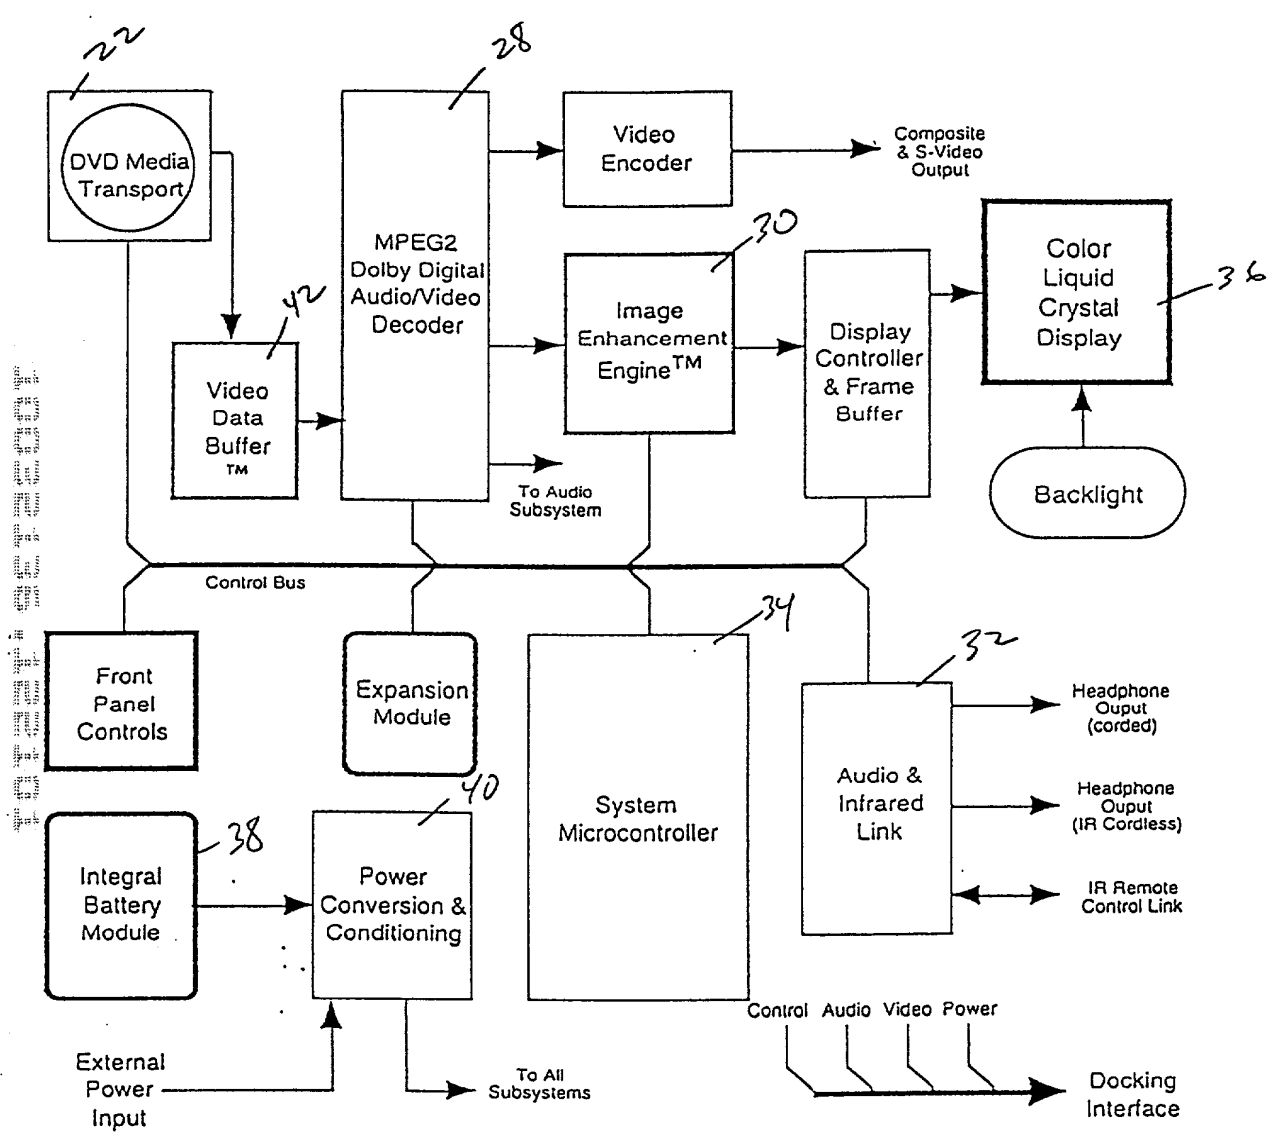 22
28
DVD Media
Transport
Video
Encoder
Composite
& S-Video
Output
MPEG2
Dolby Digital
Audio/Video
Decoder
30
Color
Liquid
Crystal
Display
36
42
Image
Enhancement
Engine™
Display
Controller
& Frame
Buffer
Video
Data
Buffer
™
To Audio
Subsystem
Backlight
Control Bus
34
32
Front
Panel
Controls
Expansion
Module
Headphone
Ouput
(corded)
40
System
Microcontroller
Audio &
Infrared
Link
Headphone
Ouput
(IR Cordless)
38
Integral
Battery
Module
Power
Conversion &
Conditioning
IR Remote
Control Link
Control Audio Video Power
External
Power
Input
To All
Subsystems
Docking
Interface